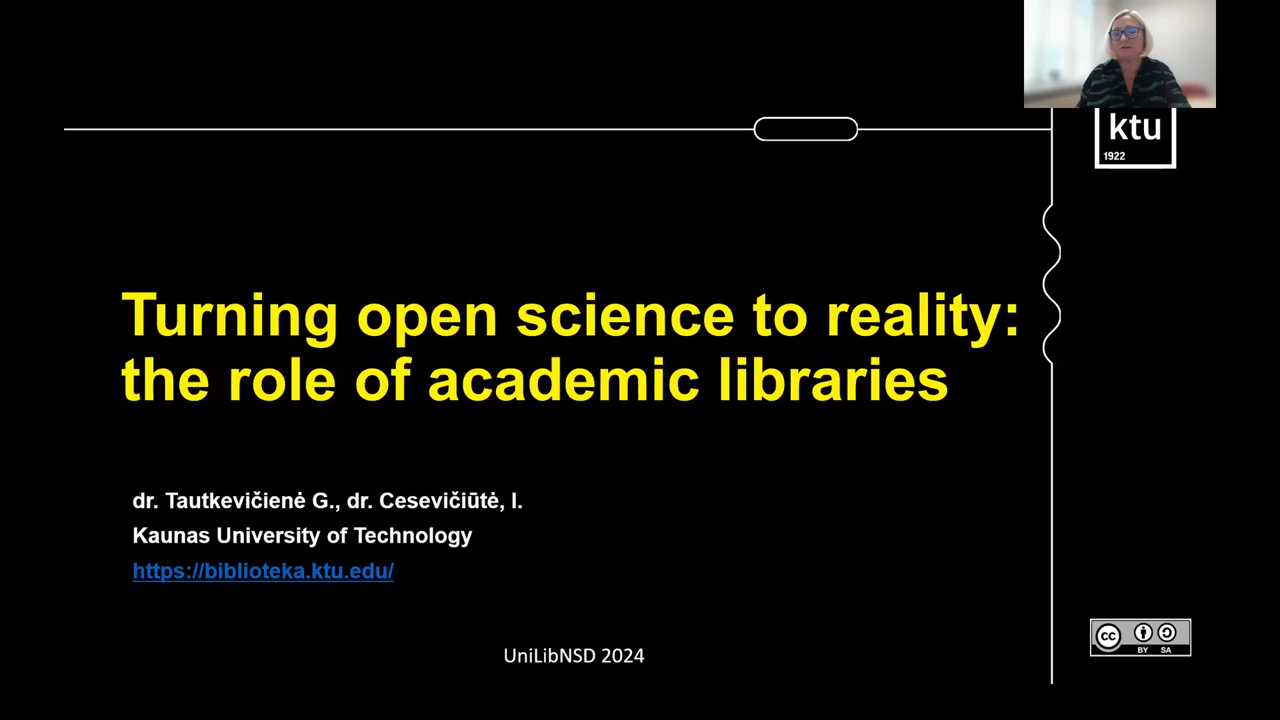 ktu
1922
Turning open science to reality:
the role of academic libraries
dr. Tautkevičienė G., dr. Cesevičiūtė, I.
Kaunas University of Technology
https://biblioteka.ktu.edu/
UniLibNSD 2024
cc
BY SA